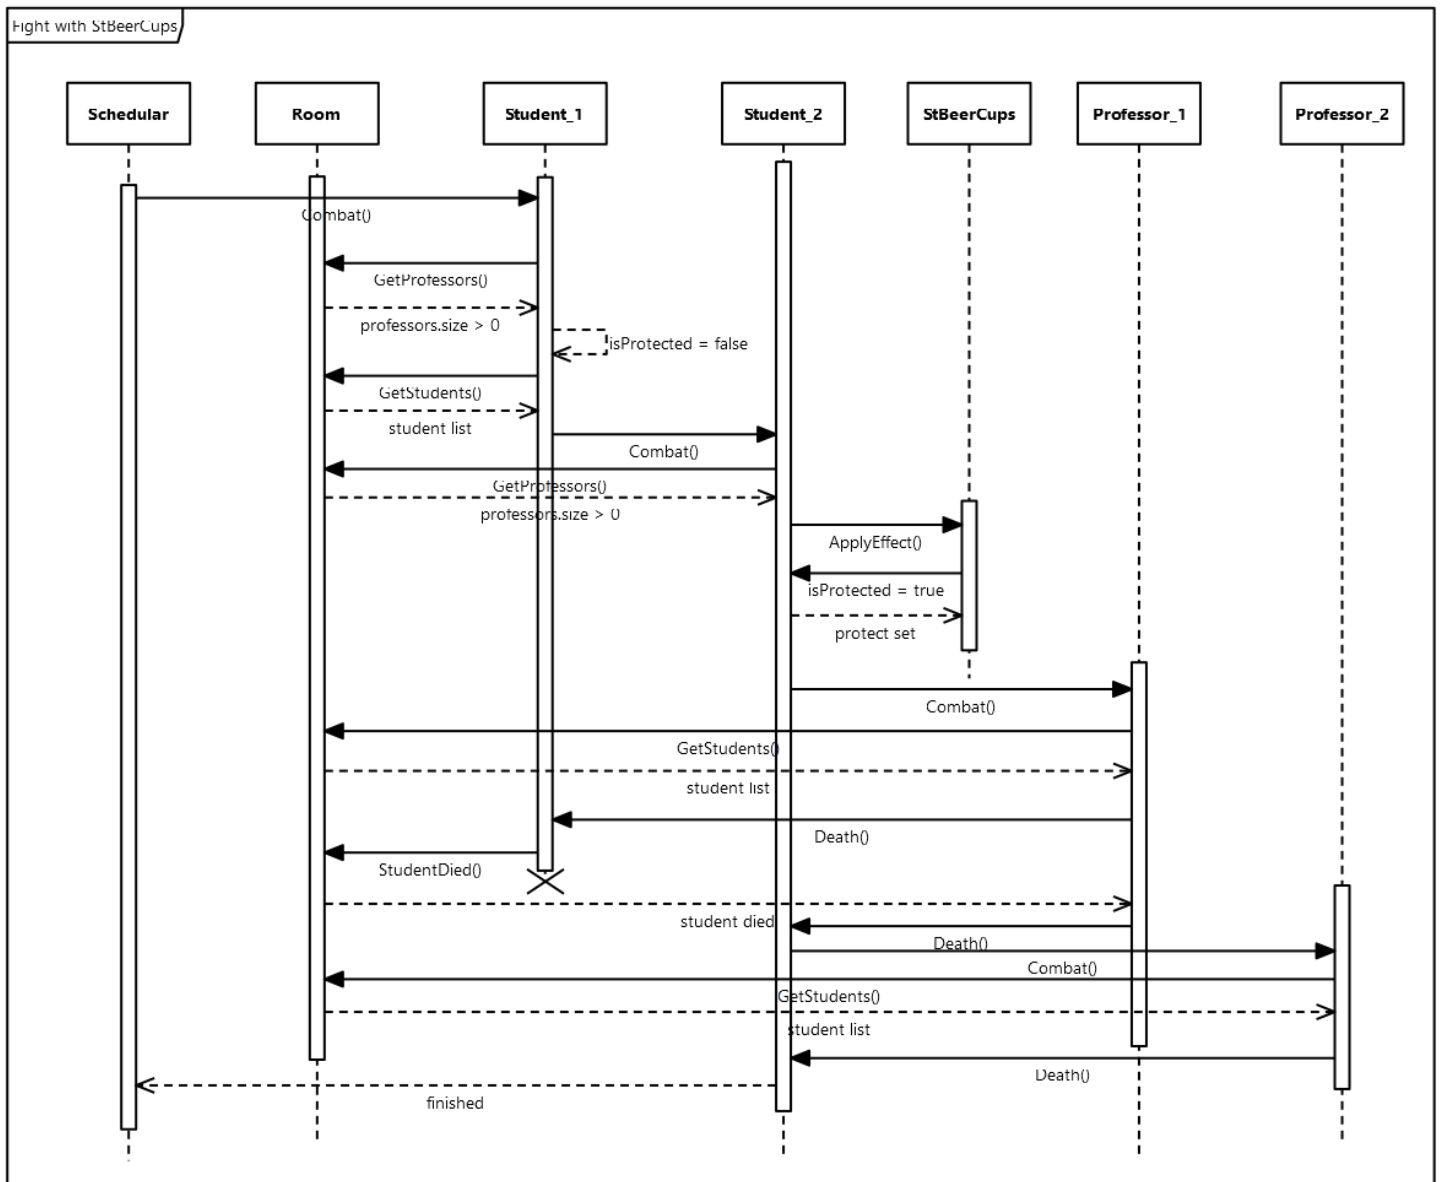 Fight with StBeerCups
Schedular
Room
Student_1
Student_2
StBeerCups
Professor_1
Professor_2
Combat()
GetProfessors()
professors.size > 0
isProtected = false
GetStudents()
student list
Combat()
GetProfessors()
professors.size > 0
ApplyEffect()
isProtected = true
protect set
Combat()
GetStudents()
student list
Death()
StudentDied()
student died
Death()
Combat()
GetStudents()
student list
Death()
finished